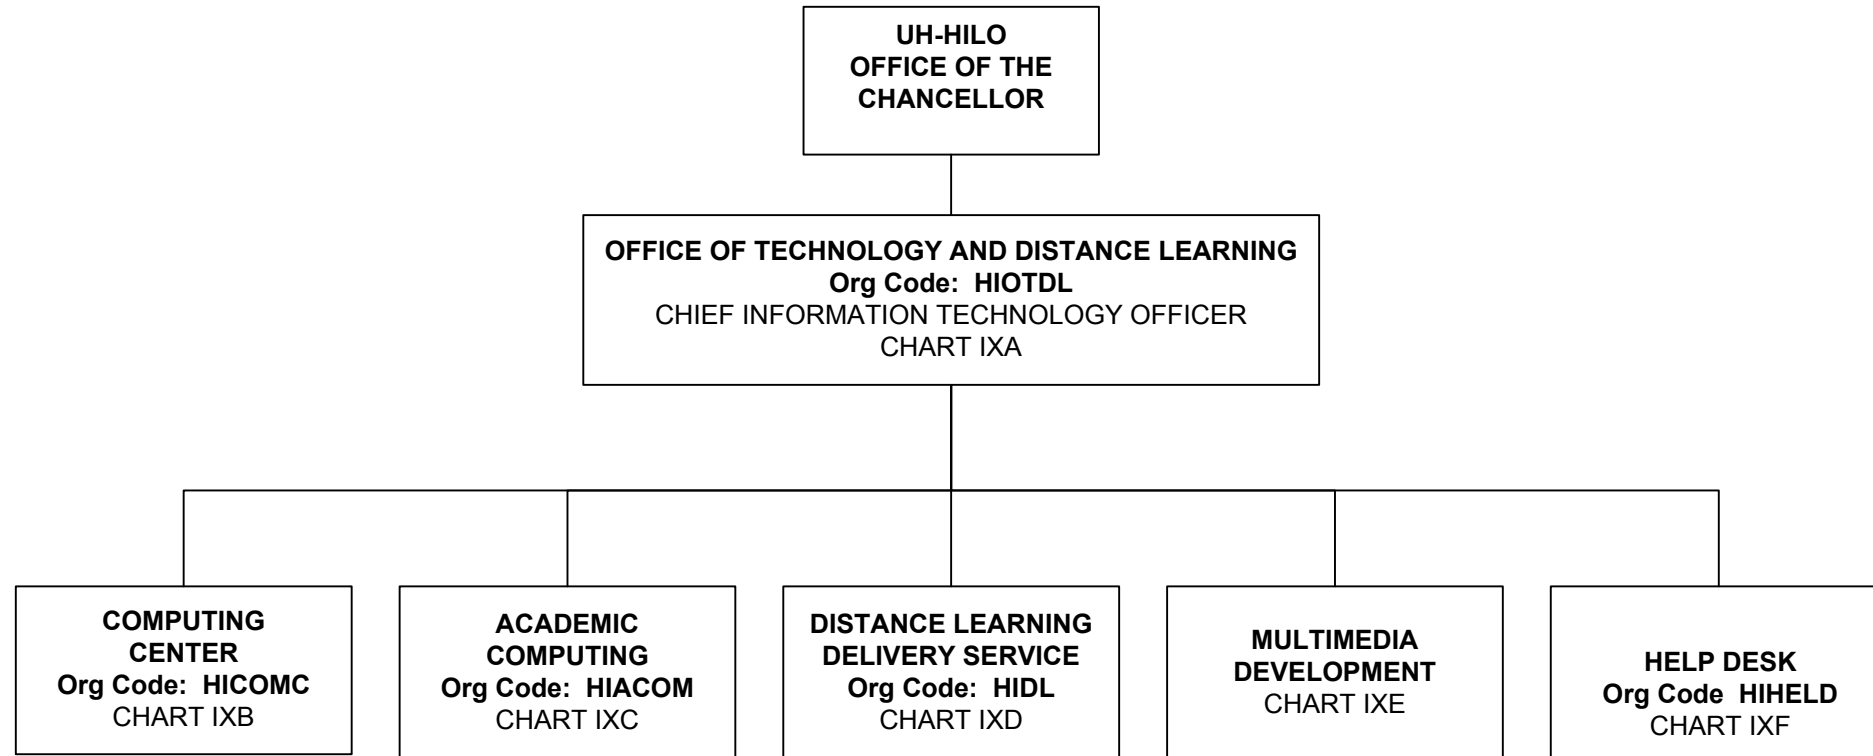 UH-HILO
OFFICE OF THE
CHANCELLOR
OFFICE OF TECHNOLOGY AND DISTANCE LEARNING
Org Code:  HIOTDL
CHIEF INFORMATION TECHNOLOGY OFFICER
CHART IXA
COMPUTING
CENTER
Org Code:  HICOMC
CHART IXB
ACADEMIC
COMPUTING
Org Code:  HIACOM
CHART IXC
DISTANCE LEARNING
DELIVERY SERVICE
Org Code:  HIDL
CHART IXD
MULTIMEDIA
DEVELOPMENT
CHART IXE
HELP DESK
Org Code  HIHELD
CHART IXF